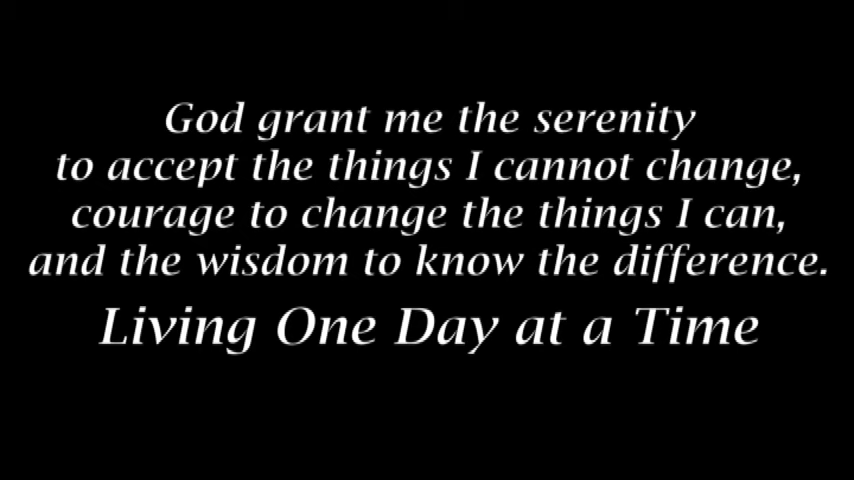 God grant me the serenity
to accept the things I cannot change,
courage to change the things I can,
and the wisdom to know the difference.
Living One Day at a Time